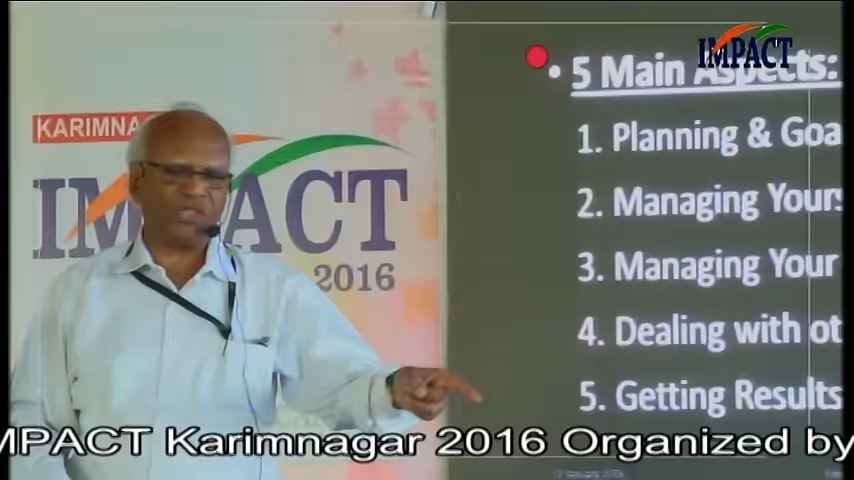 IMPACT
5 Main Aspects:
KARIMNA
1. Planning & Goa
IMPACT
2. Managing Your
2016
3. Managing Your
4. Dealing with ot
5. Getting Results
MPACT Karimnagar 2016 Organized by